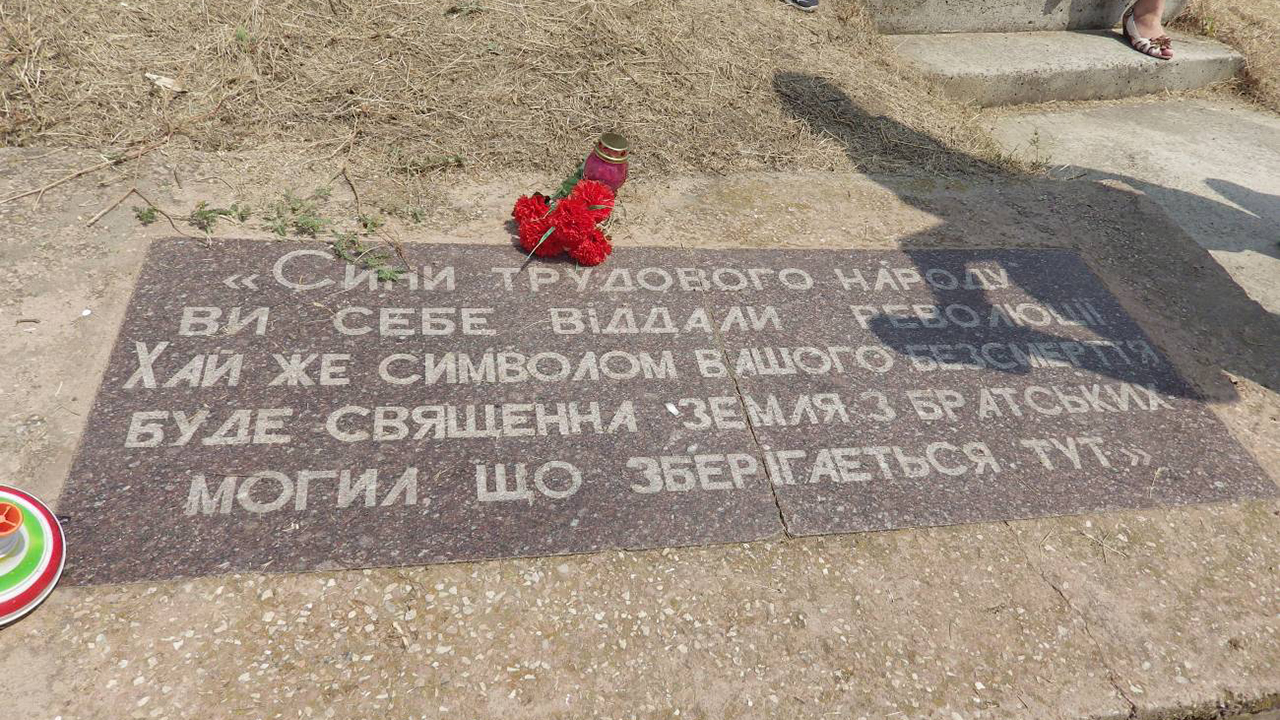 «Сини трудового народу
ви себе віддали революції
Хай же символом вашого безсмертя
буде священна земля з братських
могил, що зберігається тут»